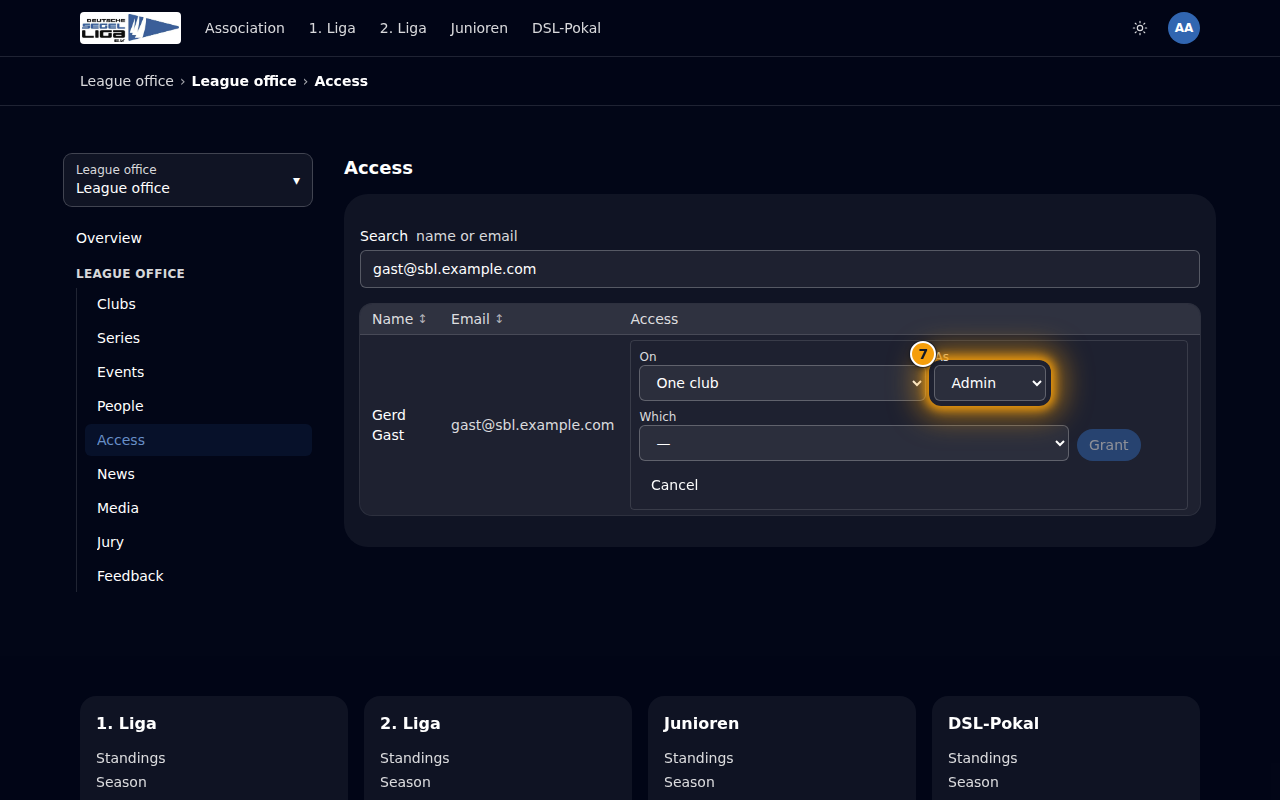 DEUTSCHE
SEGEL
LIGA
e.V.
Association
1. Liga
2. Liga
Junioren
DSL-Pokal
AA
League office › League office › Access
League office
League office
Overview
LEAGUE OFFICE
Clubs
Series
Events
People
Access
News
Media
Jury
Feedback
Access
Search name or email
gast@sbl.example.com
Name ↕ Email ↕ Access
Gerd
Gast
gast@sbl.example.com
On
7
As
One club
Admin
Which
—
Grant
Cancel
1. Liga
Standings
Season
2. Liga
Standings
Season
Junioren
Standings
Season
DSL-Pokal
Standings
Season